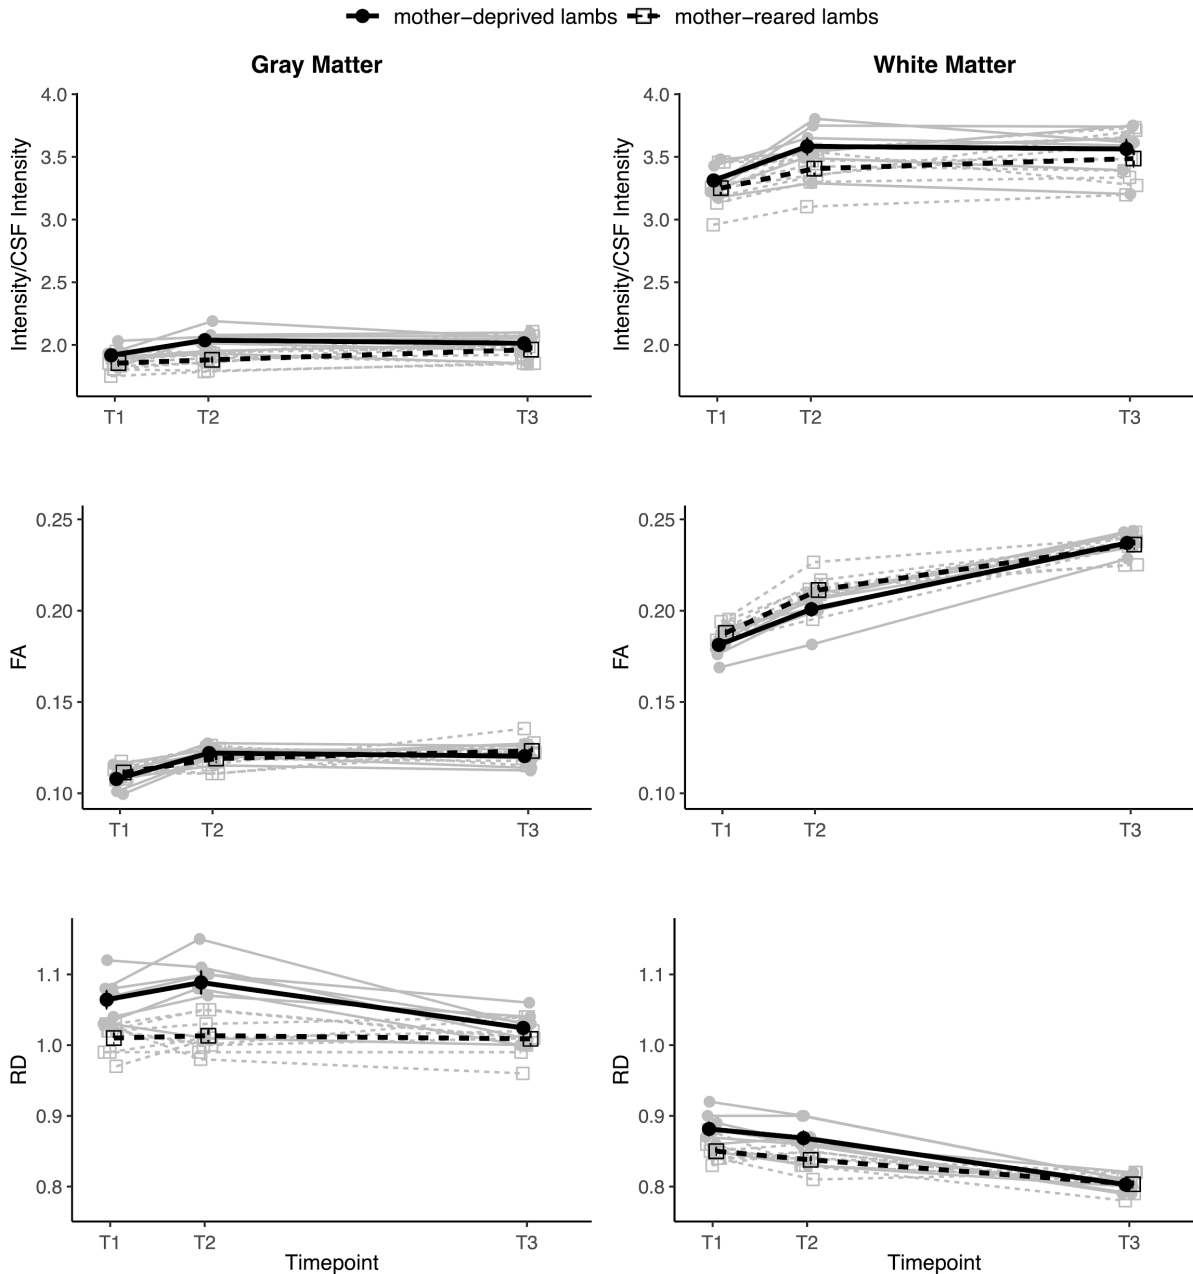 mother-deprived lambs mother-reared lambs
Gray Matter
White Matter
Intensity/CSF Intensity
4.0
3.5
3.0
2.5
2.0
T1 T2 T3
Intensity/CSF Intensity
4.0
3.5
3.0
2.5
2.0
T1 T2 T3
FA
0.25
0.20
0.15
0.10
T1 T2 T3
FA
0.25
0.20
0.15
0.10
T1 T2 T3
RD
1.1
1.0
0.9
0.8
T1 T2 T3
Timepoint
RD
1.1
1.0
0.9
0.8
T1 T2 T3
Timepoint